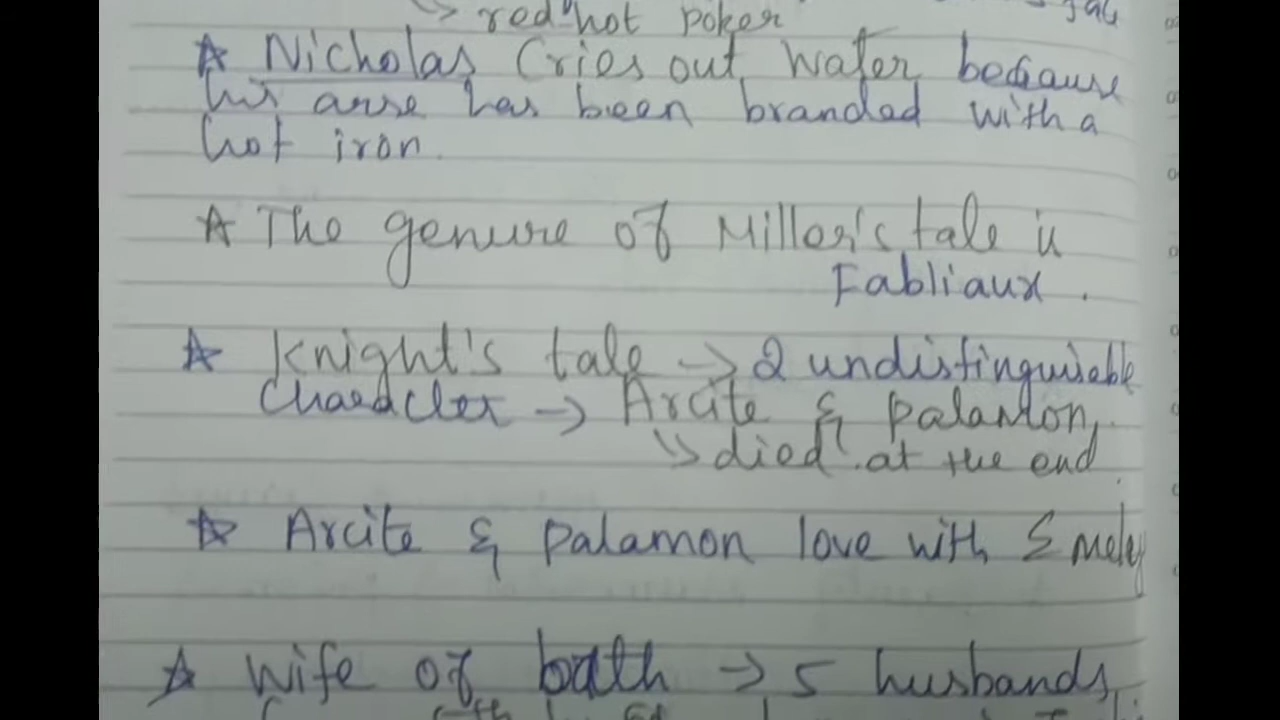 ↳ red hot poker
☆ Nicholas Cries out Water because
his arse has been branded with a
hot iron.
☆ The genure of Miller's tale is
Fabliaux.
☆ Knight's tale → 2 undistinguisable
Character → Arcite & Palamon,
↳ died at the end.
☆ Arcite & Palamon love with Emely
☆ Wife of bath → 5 husbands,